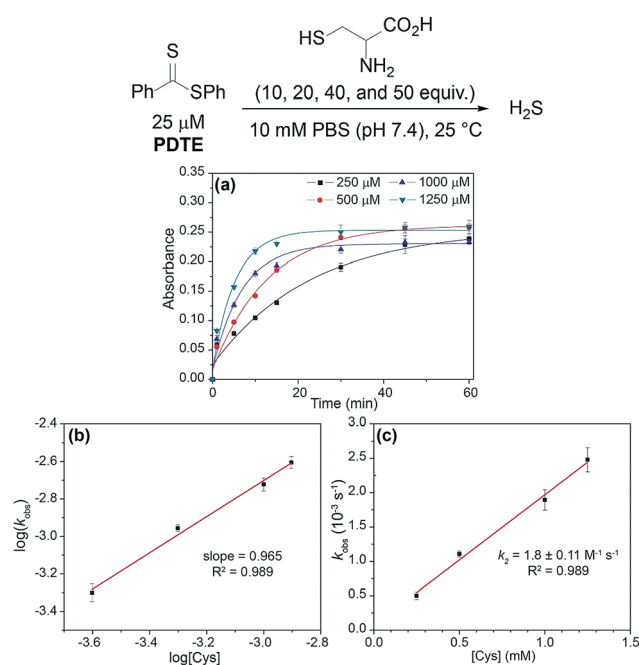 S
Ph
SPh
25 μM
PDTE
HS
CO₂H
NH₂
(10, 20, 40, and 50 equiv.)
10 mM PBS (pH 7.4), 25 °C
H₂S
(a)
250 μM
1000 μM
500 μM
1250 μM
0.35
0.30
0.25
0.20
0.15
0.10
0.05
0.00
Absorbance
0
20
40
60
Time (min)
(b)
-2.4
-2.6
-2.8
-3.0
-3.2
-3.4
log(kobs)
slope = 0.965
R² = 0.989
-3.6
-3.4
-3.2
-3.0
-2.8
log[Cys]
(c)
3.0
2.5
2.0
1.5
1.0
0.5
0.0
kobs (10⁻³ s⁻¹)
k₂ = 1.8 ± 0.11 M⁻¹ s⁻¹
R² = 0.989
0.0
0.5
1.0
1.5
[Cys] (mM)